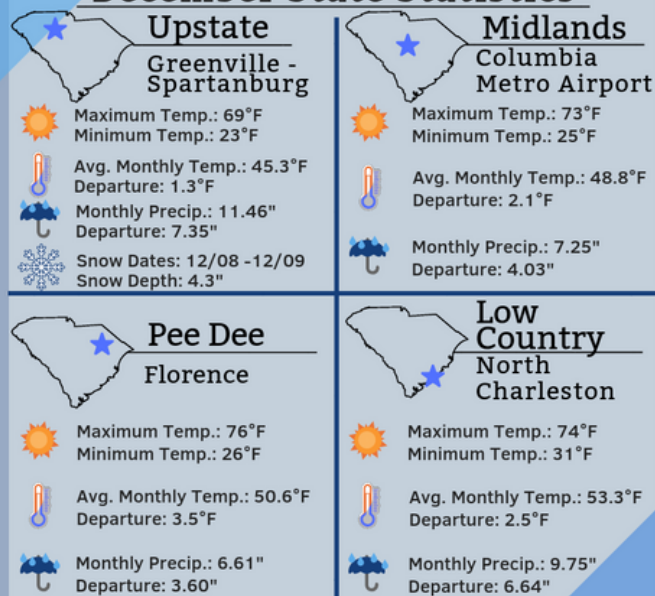 December State Statistics
Upstate
Greenville -
Spartanburg
Maximum Temp.: 69°F
Minimum Temp.: 23°F
Avg. Monthly Temp.: 45.3°F
Departure: 1.3°F
Monthly Precip.: 11.46"
Departure: 7.35"
Snow Dates: 12/08 -12/09
Snow Depth: 4.3"
Midlands
Columbia
Metro Airport
Maximum Temp.: 73°F
Minimum Temp.: 25°F
Avg. Monthly Temp.: 48.8°F
Departure: 2.1°F
Monthly Precip.: 7.25"
Departure: 4.03"
Pee Dee
Florence
Maximum Temp.: 76°F
Minimum Temp.: 26°F
Avg. Monthly Temp.: 50.6°F
Departure: 3.5°F
Monthly Precip.: 6.61"
Departure: 3.60"
Low
Country
North
Charleston
Maximum Temp.: 74°F
Minimum Temp.: 31°F
Avg. Monthly Temp.: 53.3°F
Departure: 2.5°F
Monthly Precip.: 9.75"
Departure: 6.64"